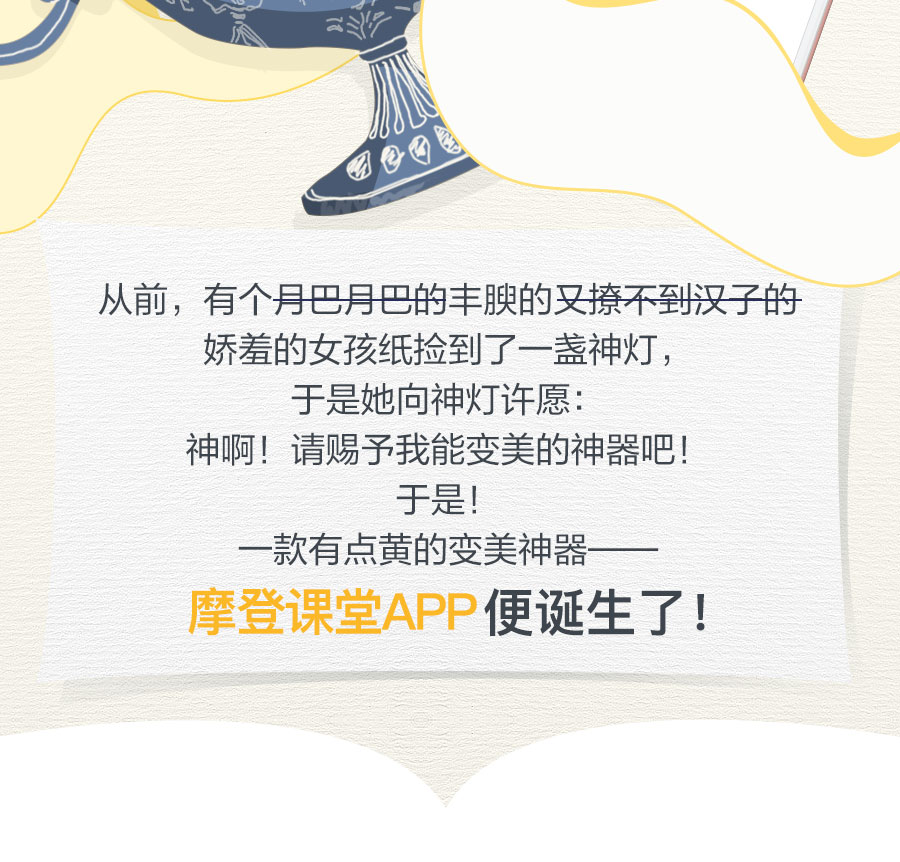 从前，有个月巴月巴的丰腴的又撩不到汉子的
娇羞的女孩纸捡到了一盏神灯，
于是她向神灯许愿：
神啊！请赐予我能变美的神器吧！
于是！
一款有点黄的变美神器——
摩登课堂APP便诞生了！